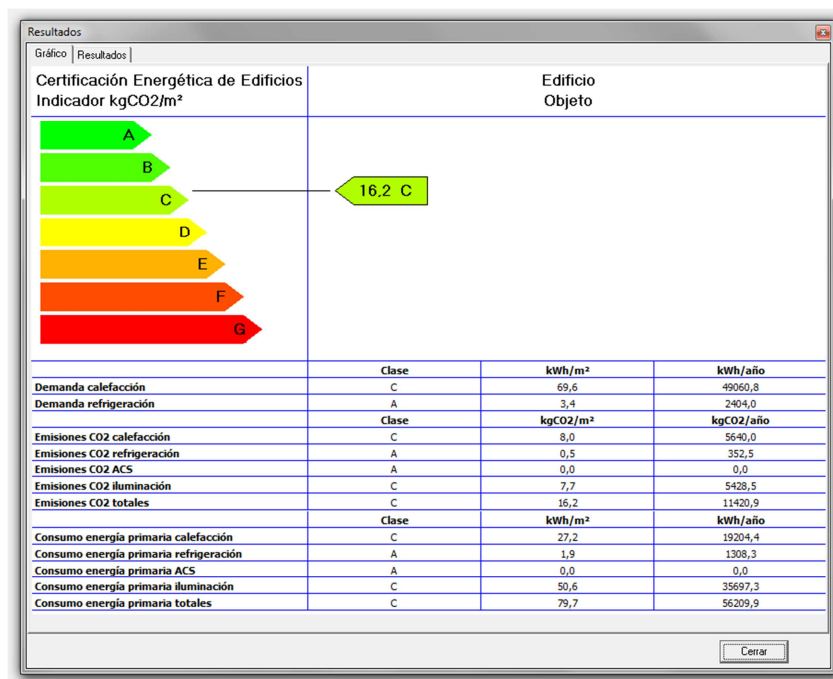 Resultados
Gráfico Resultados
Certificación Energética de Edificios
Indicador kgCO2/m²
Edificio
Objeto
A
B
C
16,2 C
D
E
F
G
Clase kWh/m² kWh/año
Demanda calefacción C 69,6 49060,8
Demanda refrigeración A 3,4 2404,0
Clase kgCO2/m² kgCO2/año
Emisiones CO2 calefacción C 8,0 5640,0
Emisiones CO2 refrigeración A 0,5 352,5
Emisiones CO2 ACS A 0,0 0,0
Emisiones CO2 iluminación C 7,7 5428,5
Emisiones CO2 totales C 16,2 11420,9
Clase kWh/m² kWh/año
Consumo energía primaria calefacción C 27,2 19204,4
Consumo energía primaria refrigeración A 1,9 1308,3
Consumo energía primaria ACS A 0,0 0,0
Consumo energía primaria iluminación C 50,6 35697,3
Consumo energía primaria totales C 79,7 56209,9
Cerrar